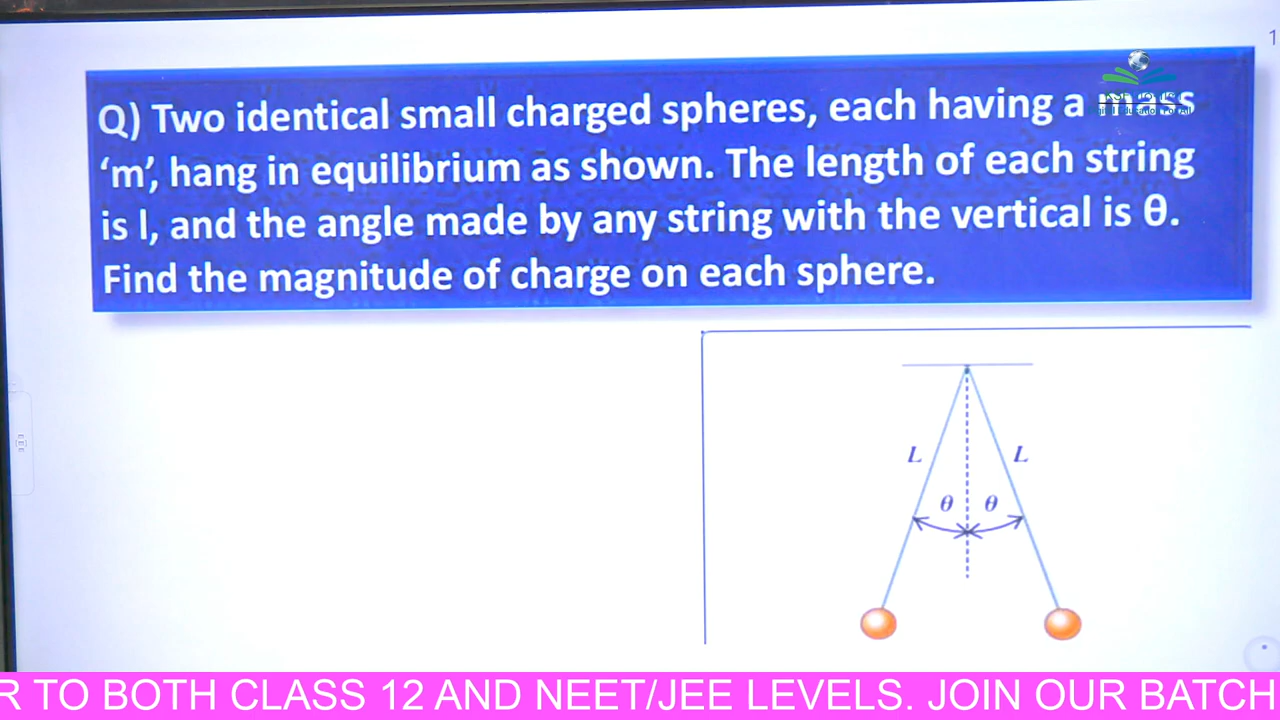 1
Q) Two identical small charged spheres, each having a
'm', hang in equilibrium as shown. The length of each string
is l, and the angle made by any string with the vertical is θ.
Find the magnitude of charge on each sphere.
L L
θ θ
R TO BOTH CLASS 12 AND NEET/JEE LEVELS. JOIN OUR BATCH